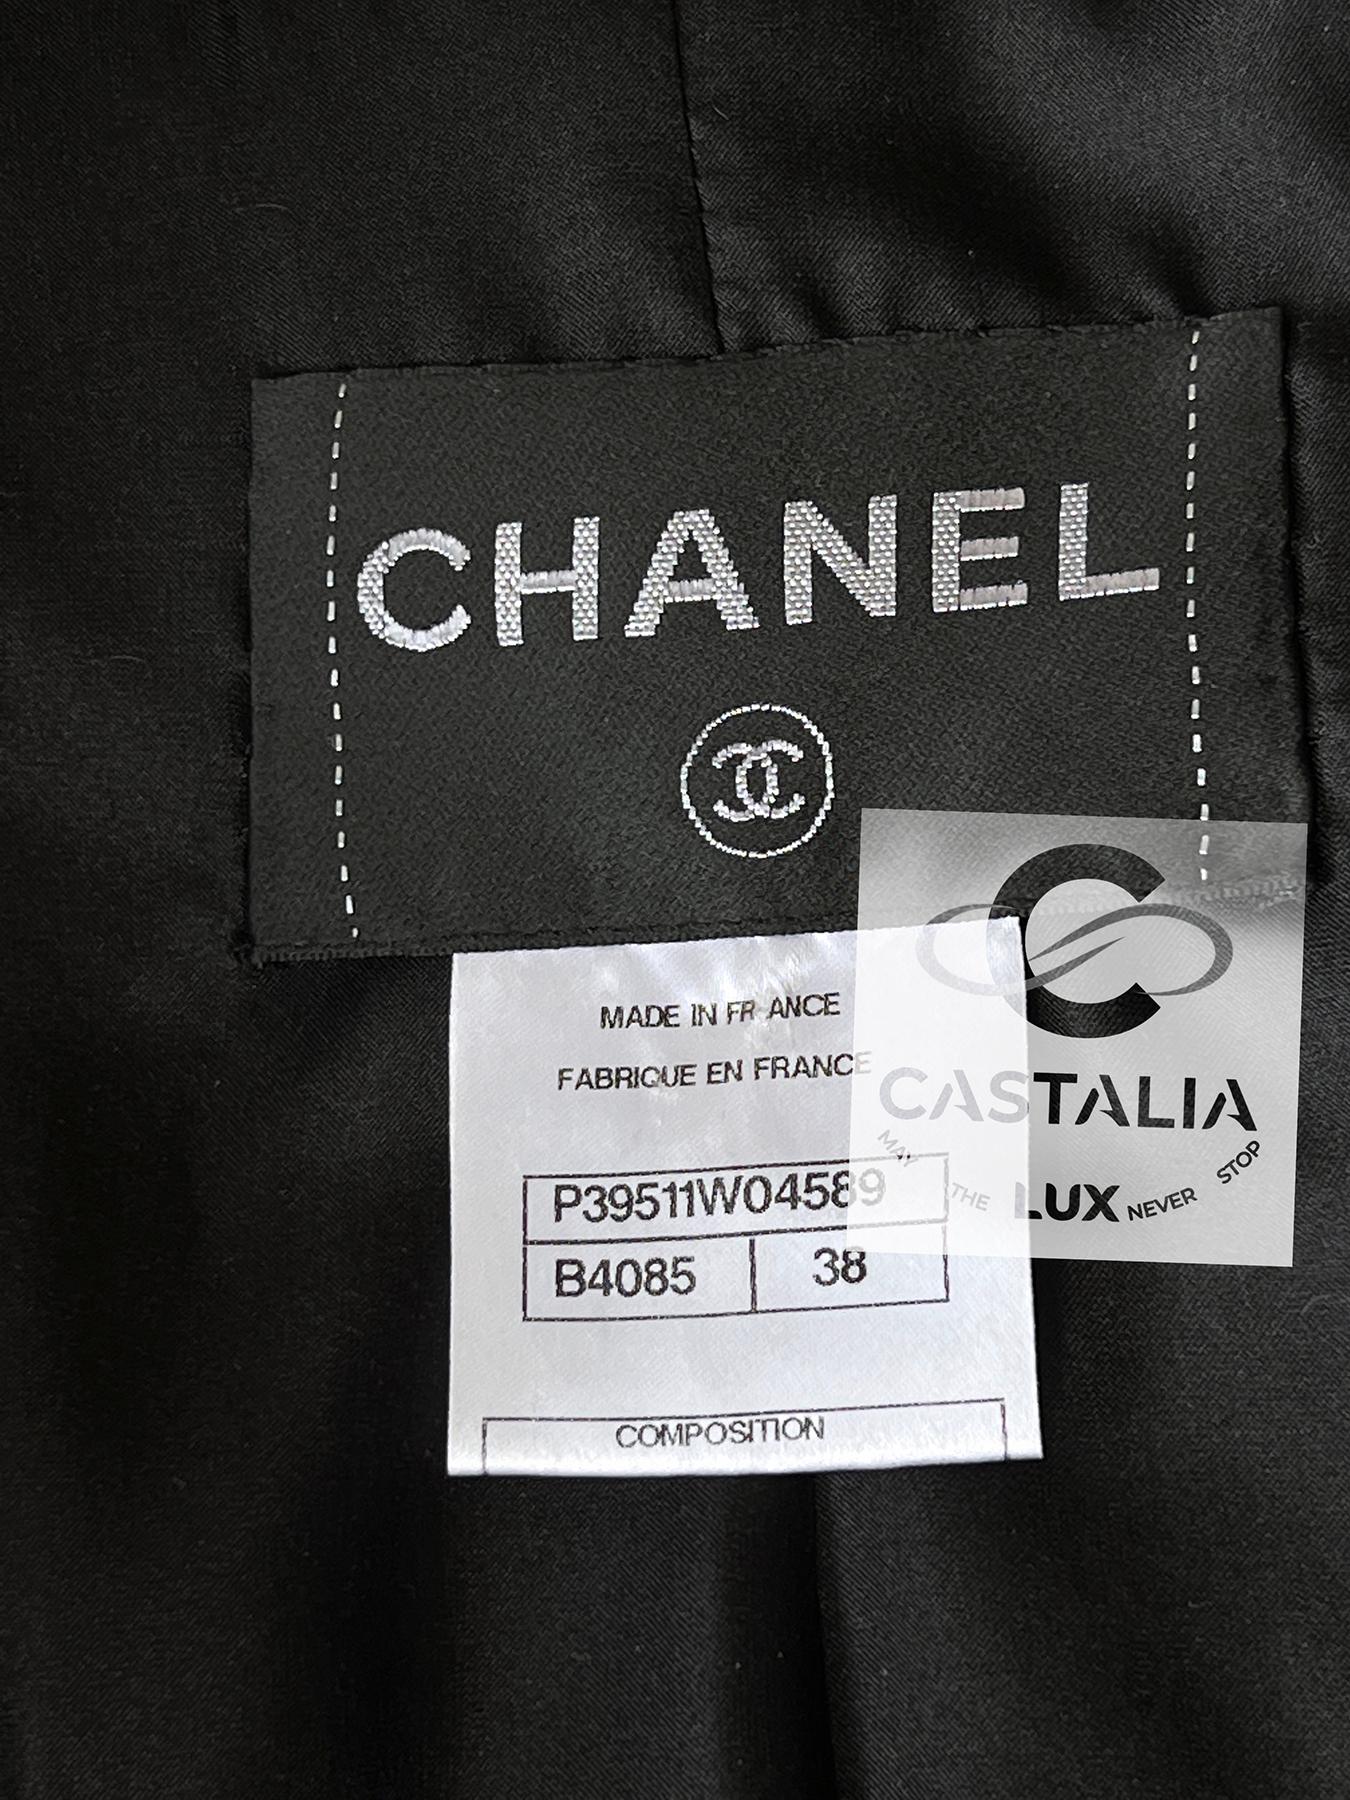 CHANEL
MADE IN FRANCE
FABRIQUE EN FRANCE
P39511W04589
B4085 38
COMPOSITION
CASTALIA
MAY THE LUX NEVER STOP